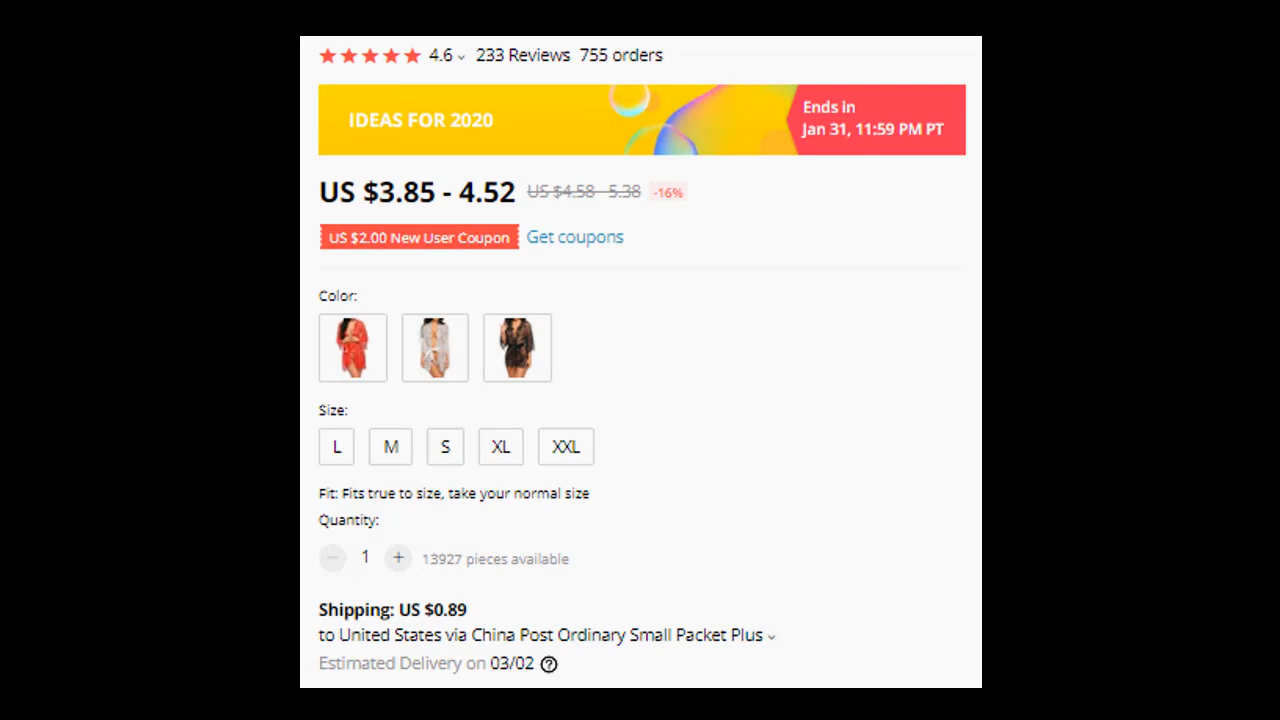 4.6 233 Reviews 755 orders
IDEAS FOR 2020
Ends in
Jan 31, 11:59 PM PT
US $3.85 - 4.52 US $4.58 - 5.38 -16%
US $2.00 New User Coupon Get coupons
Color:
Size:
L M S XL XXL
Fit: Fits true to size, take your normal size
Quantity:
1 + 13927 pieces available
Shipping: US $0.89
to United States via China Post Ordinary Small Packet Plus
Estimated Delivery on 03/02 ?